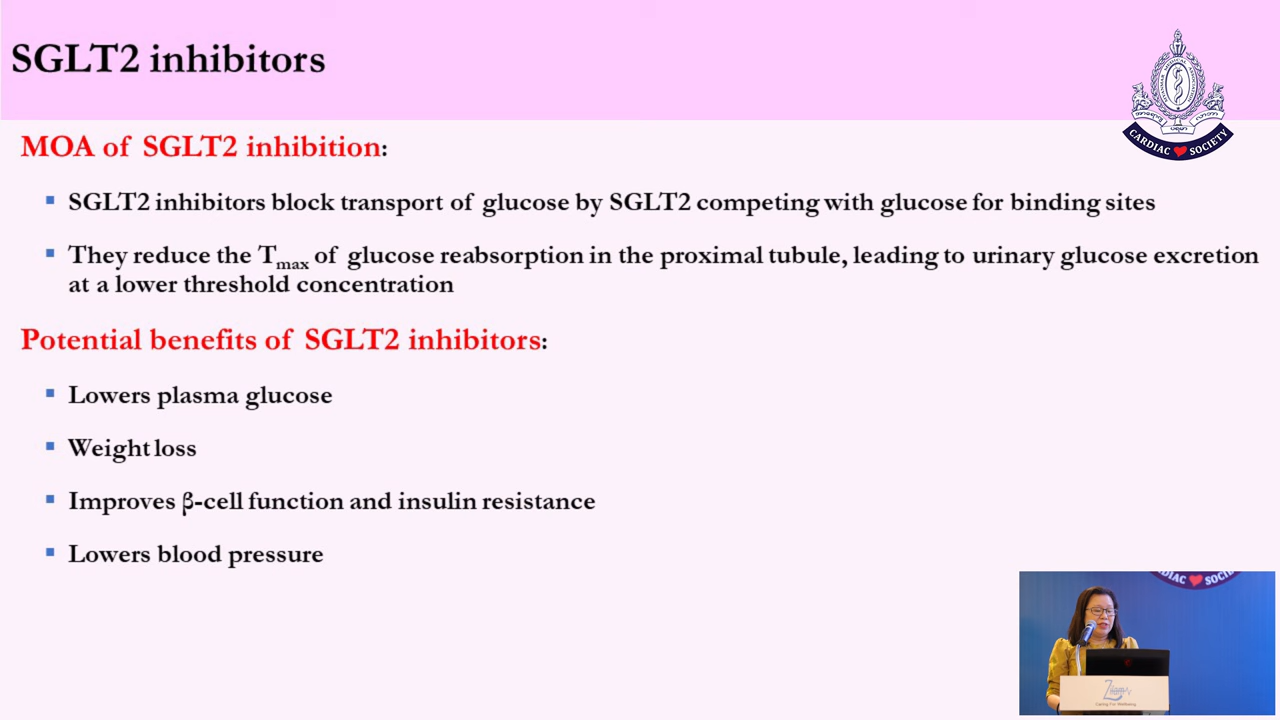 SGLT2 inhibitors
CARDIAC SOCIETY
MOA of SGLT2 inhibition:
▪ SGLT2 inhibitors block transport of glucose by SGLT2 competing with glucose for binding sites
▪ They reduce the Tmax of glucose reabsorption in the proximal tubule, leading to urinary glucose excretion
at a lower threshold concentration
Potential benefits of SGLT2 inhibitors:
▪ Lowers plasma glucose
▪ Weight loss
▪ Improves β-cell function and insulin resistance
▪ Lowers blood pressure
Caring For Wellbeing